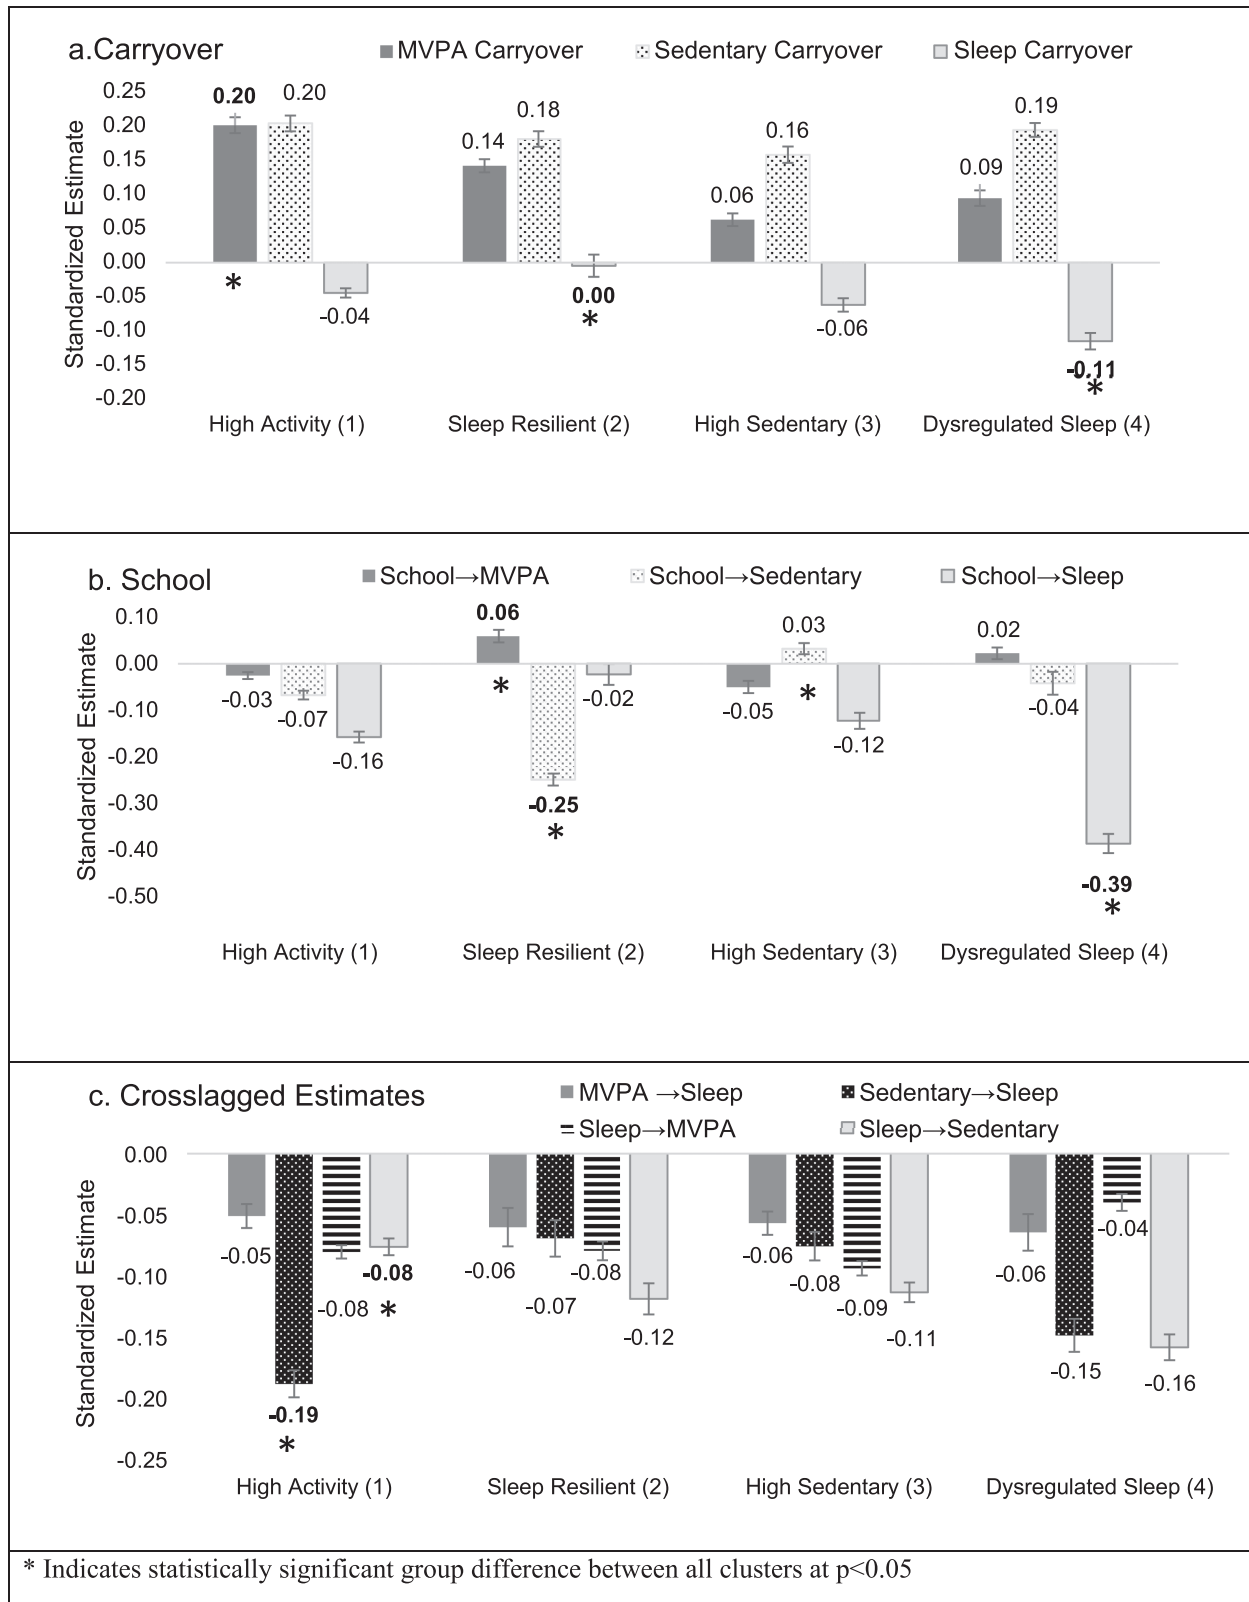 a.Carryover
MVPA Carryover Sedentary Carryover Sleep Carryover
Standardized Estimate
0.25
0.20
0.15
0.10
0.05
0.00
-0.05
-0.10
-0.15
-0.20
0.20 0.20 -0.04
*
0.14 0.18 0.00
*
0.06 0.16 -0.06
0.09 0.19 -0.11
*
High Activity (1) Sleep Resilient (2) High Sedentary (3) Dysregulated Sleep (4)
b. School
School→MVPA School→Sedentary School→Sleep
Standardized Estimate
0.10
0.00
-0.10
-0.20
-0.30
-0.40
-0.50
-0.03 -0.07 -0.16
0.06 -0.25 -0.02
* *
-0.05 0.03 -0.12
*
0.02 -0.04 -0.39
*
High Activity (1) Sleep Resilient (2) High Sedentary (3) Dysregulated Sleep (4)
c. Crosslagged Estimates
MVPA →Sleep Sedentary→Sleep
Sleep→MVPA Sleep→Sedentary
Standardized Estimate
0.00
-0.05
-0.10
-0.15
-0.20
-0.25
-0.05 -0.19 -0.08 -0.08
* *
-0.06 -0.07 -0.08 -0.12
-0.06 -0.08 -0.09 -0.11
-0.06 -0.15 -0.04 -0.16
High Activity (1) Sleep Resilient (2) High Sedentary (3) Dysregulated Sleep (4)
* Indicates statistically significant group difference between all clusters at p<0.05